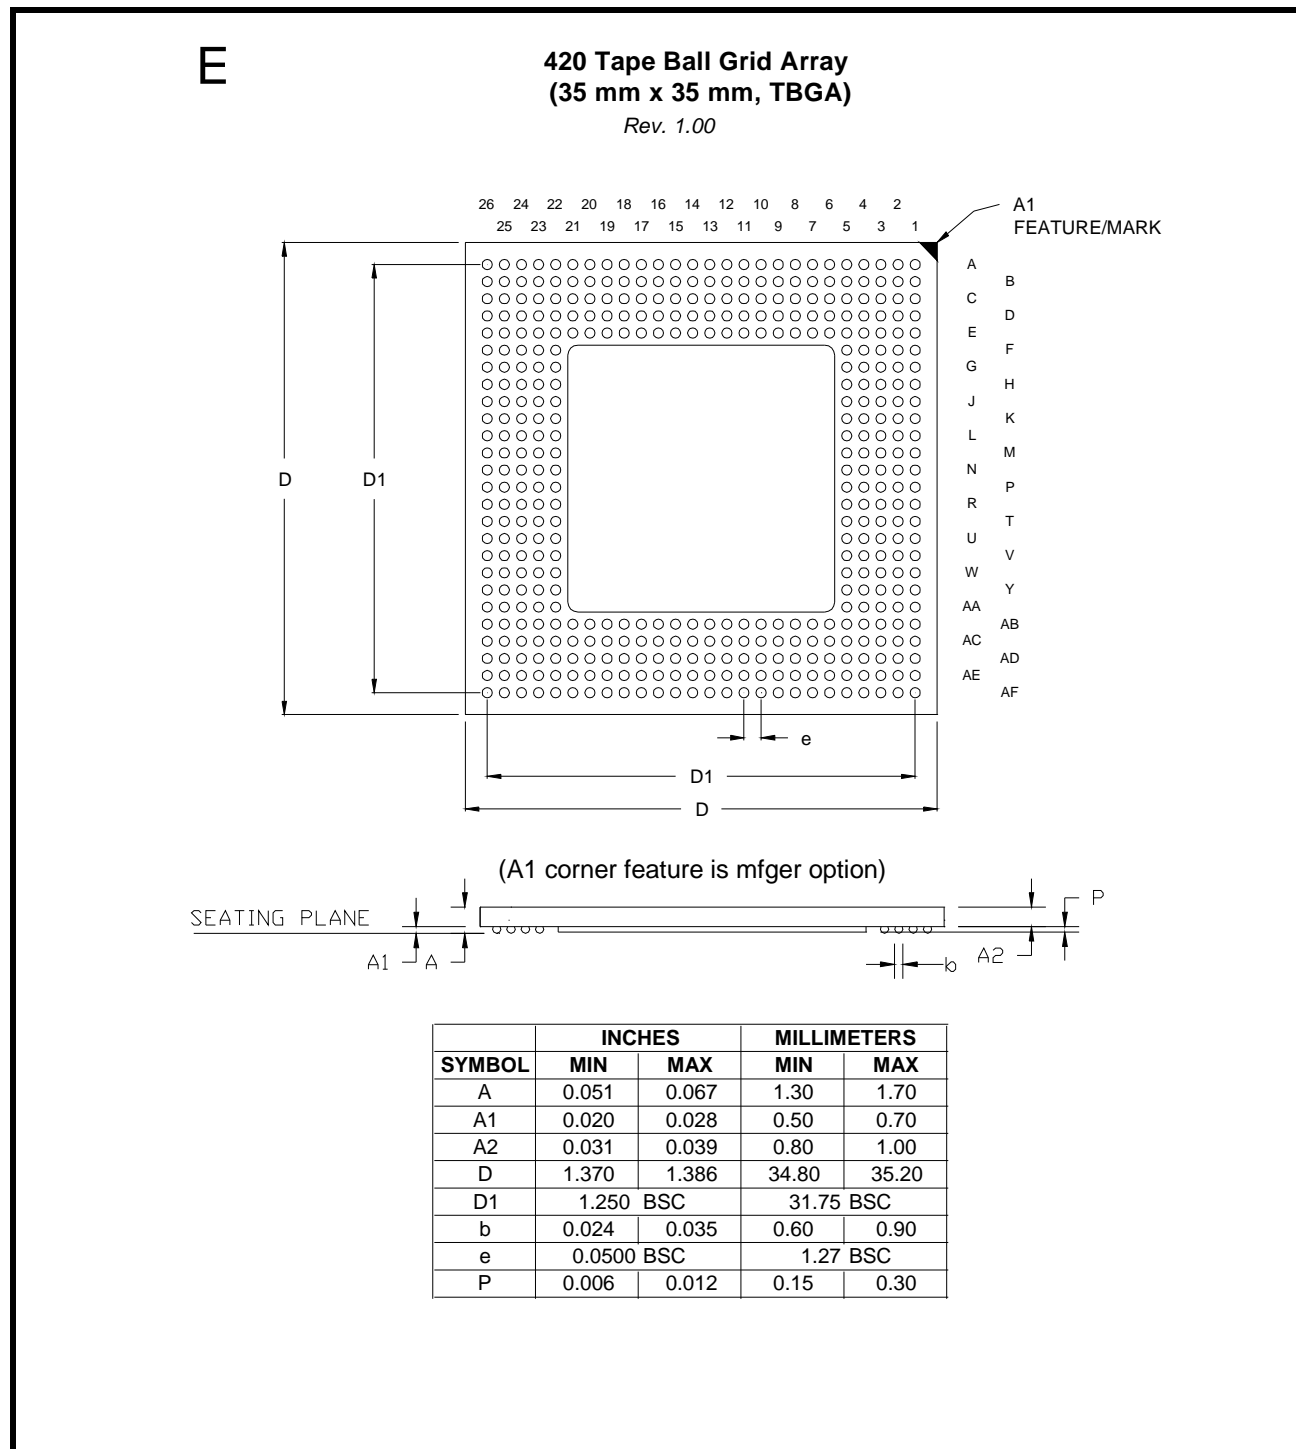 E
420 Tape Ball Grid Array
(35 mm x 35 mm, TBGA)
Rev. 1.00
26 24 22 20 18 16 14 12 10 8 6 4 2
25 23 21 19 17 15 13 11 9 7 5 3 1
A1
FEATURE/MARK
A
B
C
D
E
F
G
H
J
K
L
M
N
P
R
T
U
V
W
Y
AA
AB
AC
AD
AE
AF
D
D1
e
D1
D
(A1 corner feature is mfger option)
SEATING PLANE
P
A1 A
b
A2
INCHES MILLIMETERS
SYMBOL MIN MAX MIN MAX
A 0.051 0.067 1.30 1.70
A1 0.020 0.028 0.50 0.70
A2 0.031 0.039 0.80 1.00
D 1.370 1.386 34.80 35.20
D1 1.250 BSC 31.75 BSC
b 0.024 0.035 0.60 0.90
e 0.0500 BSC 1.27 BSC
P 0.006 0.012 0.15 0.30